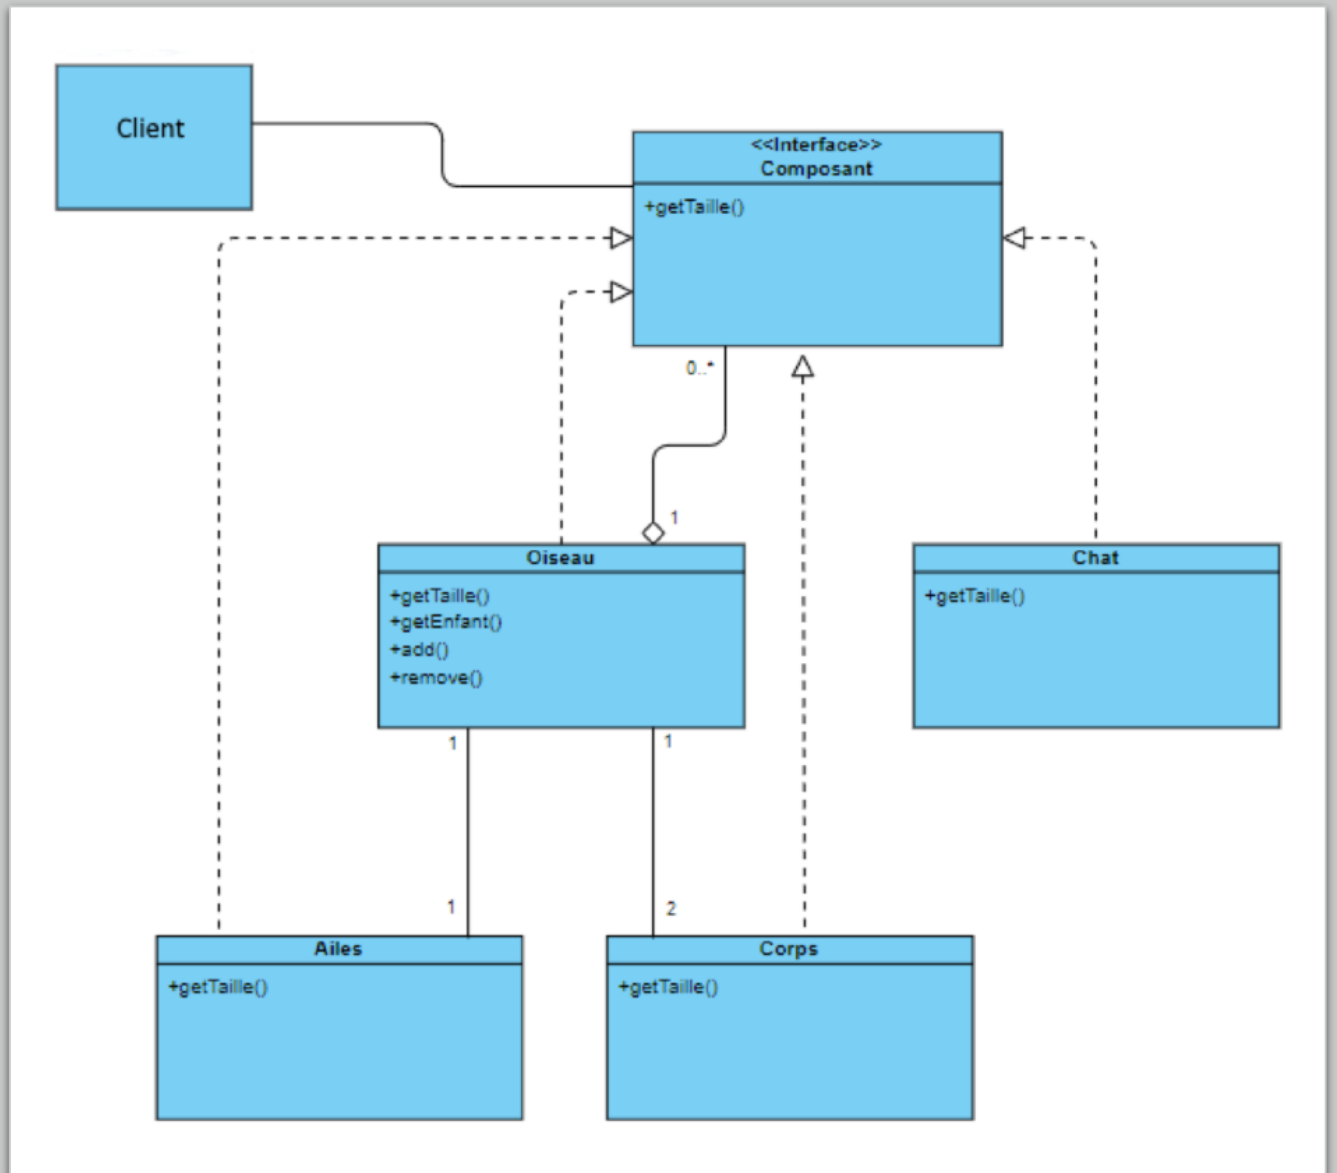 Client
<<Interface>>
Composant
+getTaille()
0..*
1
Oiseau
+getTaille()
+getEnfant()
+add()
+remove()
Chat
+getTaille()
1
1
1
2
Ailes
+getTaille()
Corps
+getTaille()